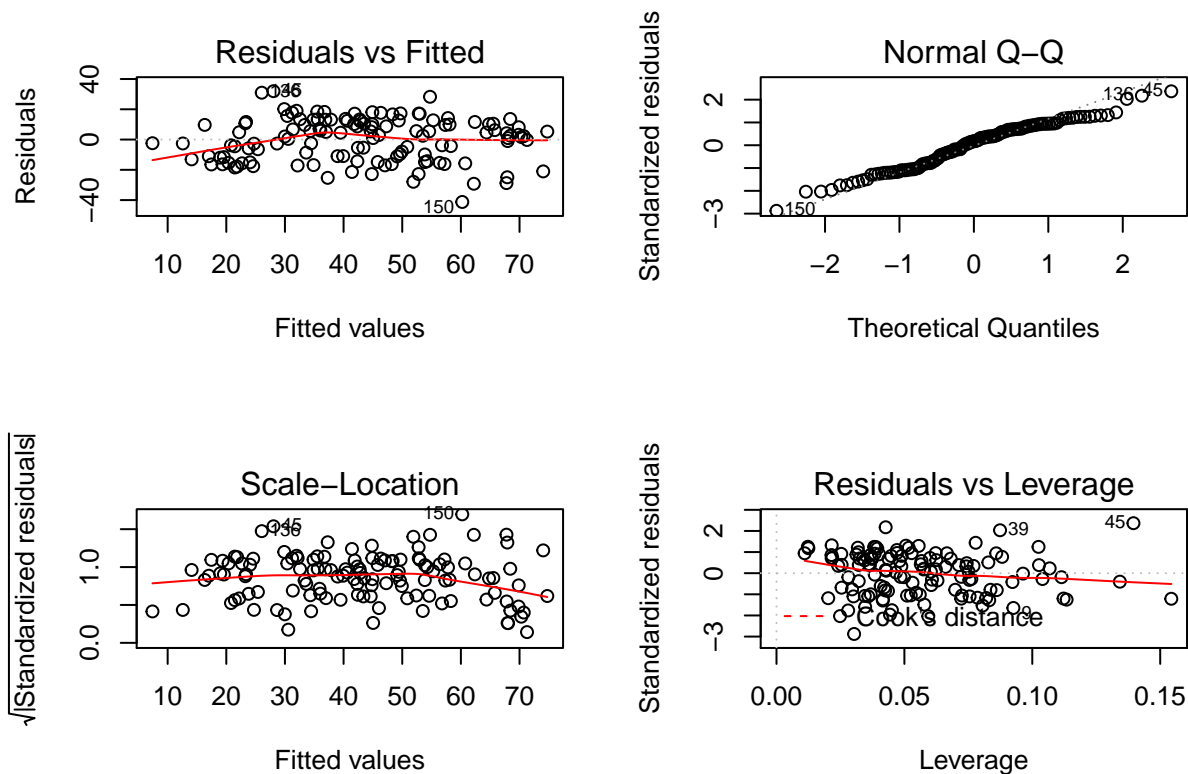 Residuals vs Fitted
Residuals
40
0
−40
136
45
150
10 20 30 40 50 60 70
Fitted values
Normal Q−Q
Standardized residuals
2
0
−3
136
45
150
−2 −1 0 1 2
Theoretical Quantiles
Scale−Location
√|Standardized residuals|
1.0
0.0
150
45
136
10 20 30 40 50 60 70
Fitted values
Residuals vs Leverage
Standardized residuals
2
0
−3
45
39
9
Cook's distance
0.00 0.05 0.10 0.15
Leverage